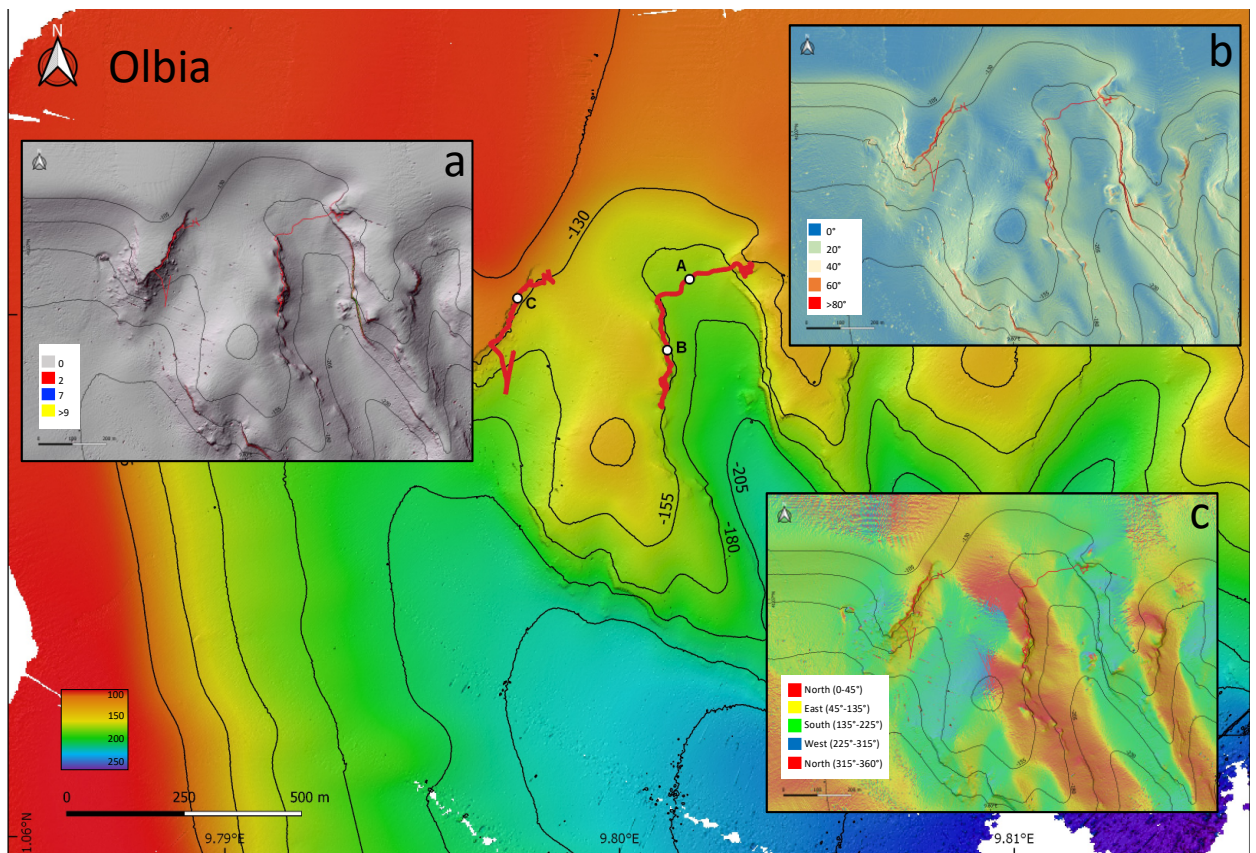 N
Olbia
a
0
2
7
>9
b
0°
20°
40°
60°
>80°
-130
A
C
B
-155
-205
-180
c
North (0-45°)
East (45°-135°)
South (135°-225°)
West (225°-315°)
North (315°-360°)
100
150
200
250
0 250 500 m
1.06°N
9.79°E 9.80°E 9.81°E